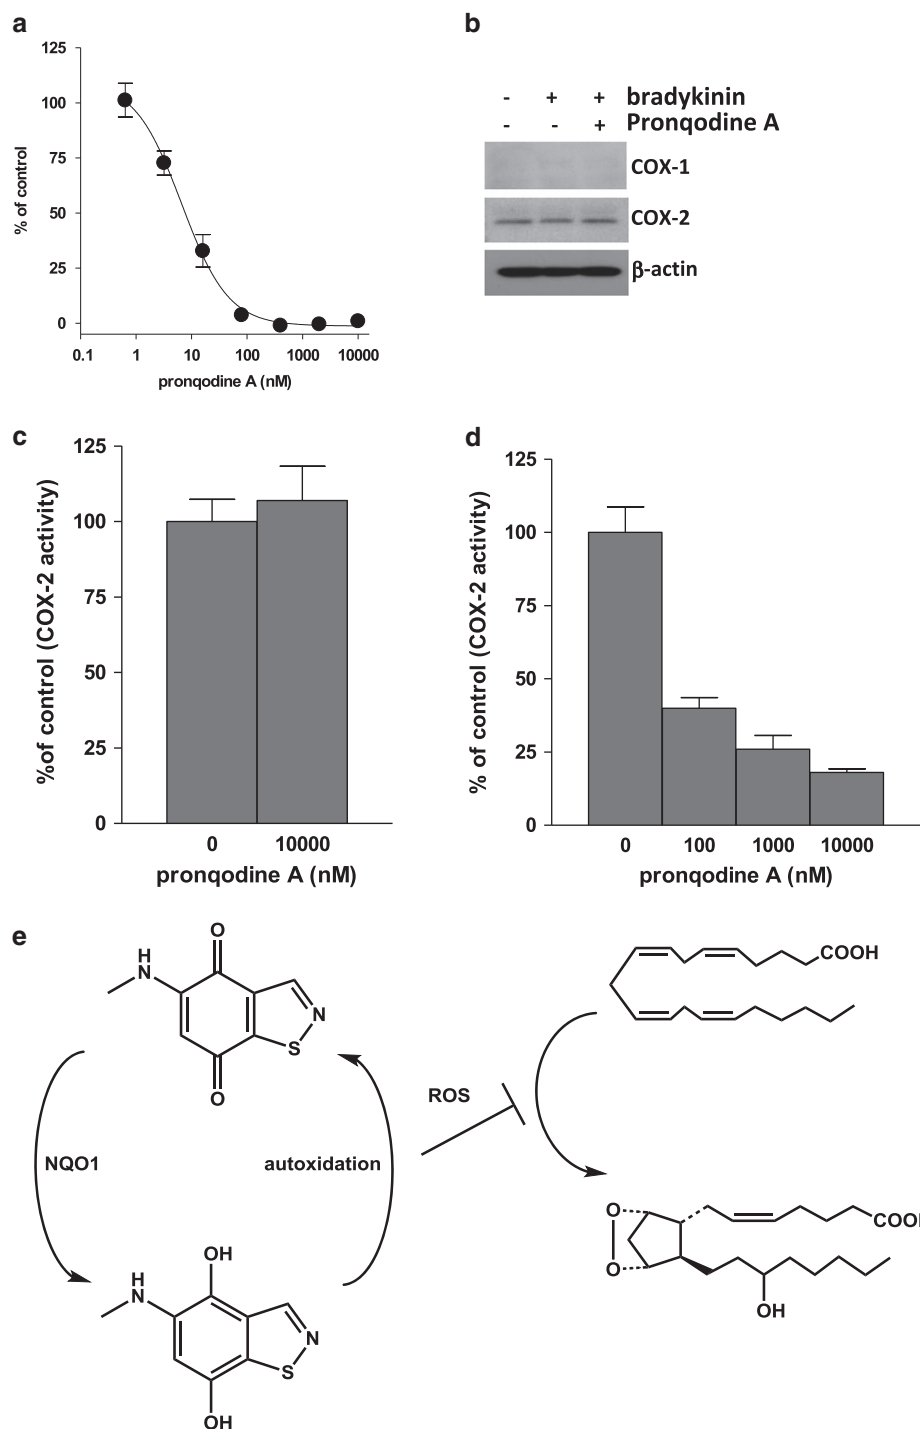 a
125
100
75
50
25
0
% of control
0.1 1 10 100 1000 10000
pronqodine A (nM)
b
- + + bradykinin
- - + Pronqodine A
COX-1
COX-2
β-actin
c
125
100
75
50
25
0
%of control (COX-2 activity)
0 10000
pronqodine A (nM)
d
125
100
75
50
25
0
% of control (COX-2 activity)
0 100 1000 10000
pronqodine A (nM)
e
O
H
N
N
S
O
NQO1
autoxidation
ROS
OH
H
N
N
S
OH
COOH
O
O
COOH
OH